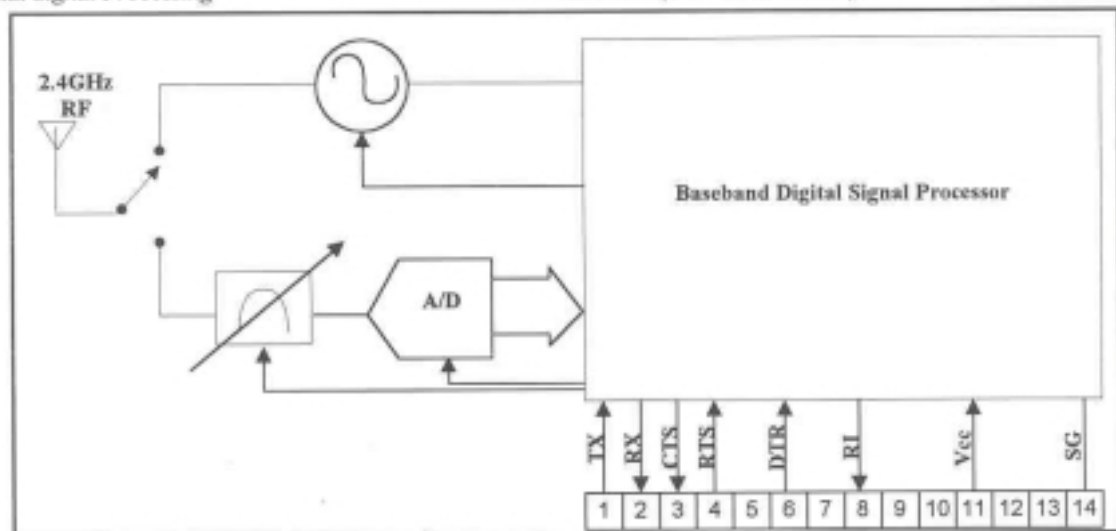 2.4GHz
RF
Baseband Digital Signal Processor
A/D
TX
RX
CTS
RTS
DTR
RI
Vcc
SG
1 2 3 4 5 6 7 8 9 10 11 12 13 14